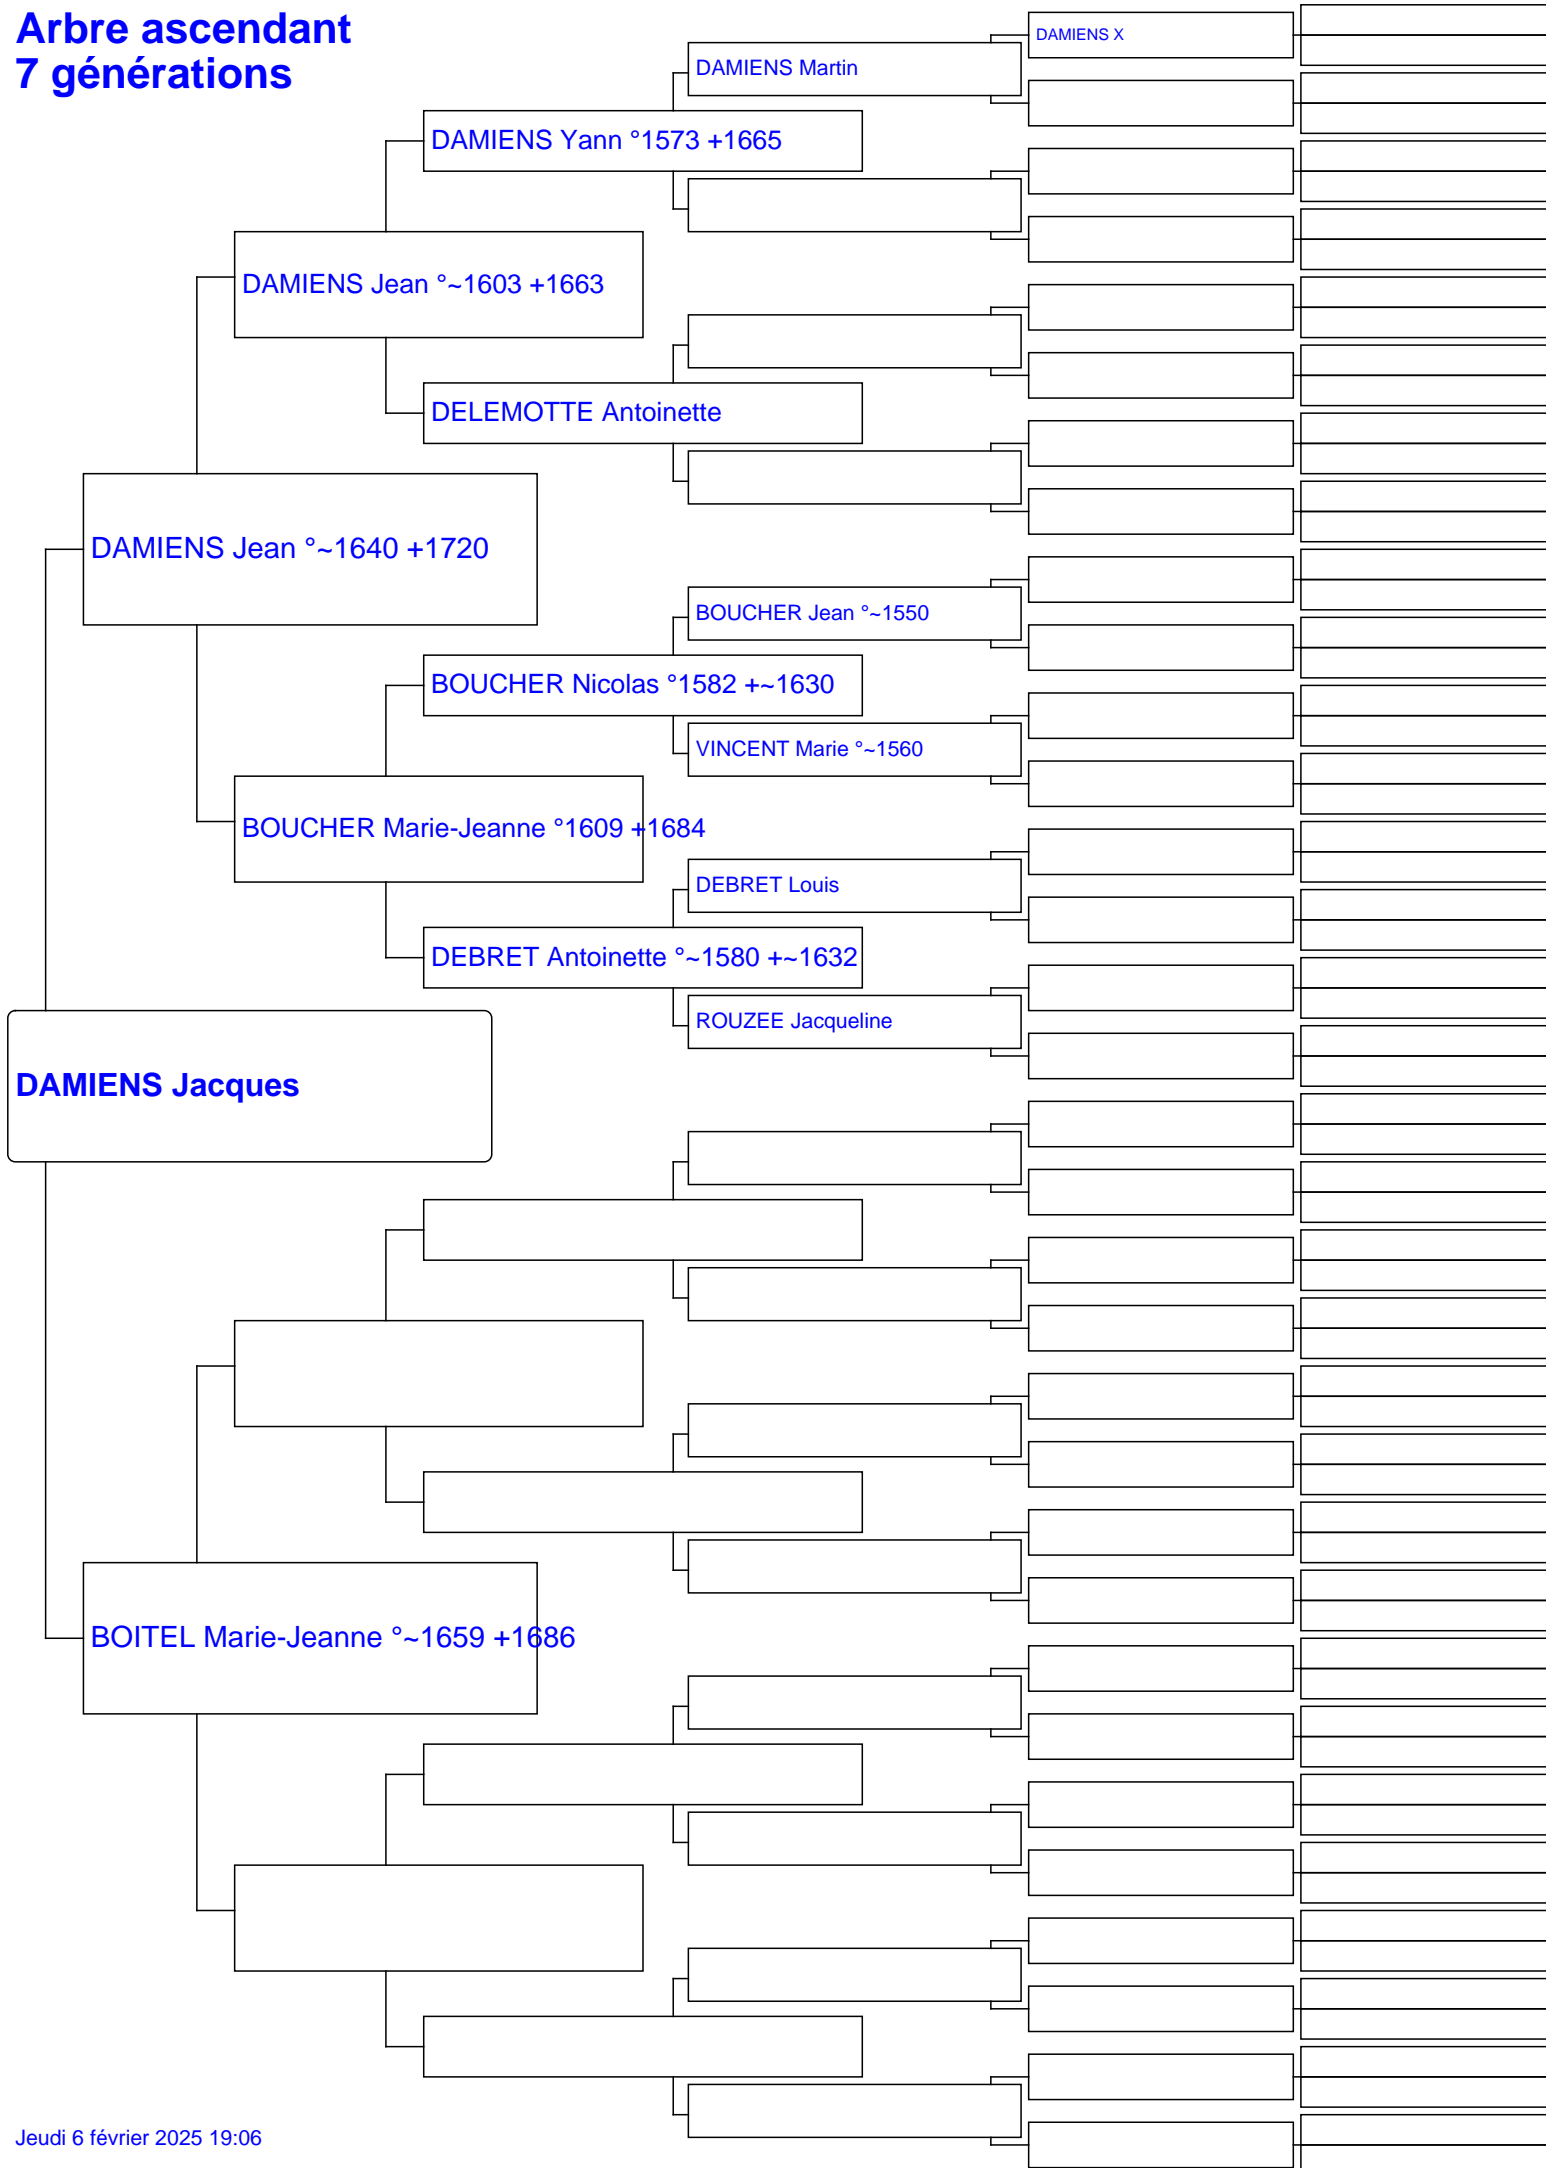 Arbre ascendant
7 générations
DAMIENS X
DAMIENS Martin
DAMIENS Yann °1573 +1665
DAMIENS Jean °~1603 +1663
DELEMOTTE Antoinette
DAMIENS Jean °~1640 +1720
BOUCHER Jean °~1550
BOUCHER Nicolas °1582 +~1630
VINCENT Marie °~1560
BOUCHER Marie-Jeanne °1609 +1684
DEBRET Louis
DEBRET Antoinette °~1580 +~1632
ROUZEE Jacqueline
DAMIENS Jacques
BOITEL Marie-Jeanne °~1659 +1686
Jeudi 6 février 2025 19:06